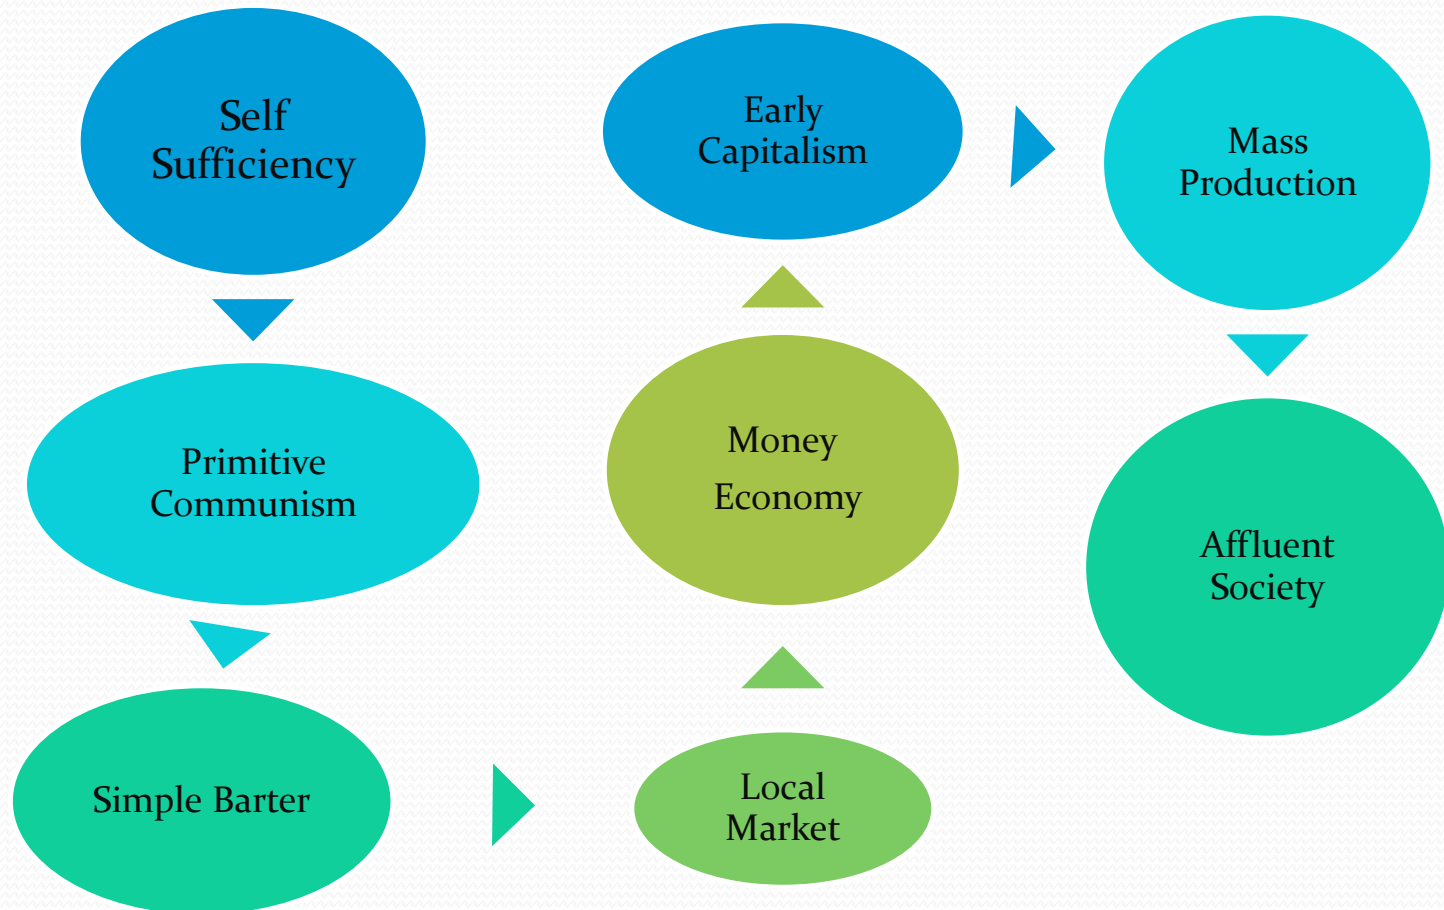 Self
Sufficiency
Primitive
Communism
Simple Barter
Local
Market
Money
Economy
Early
Capitalism
Mass
Production
Affluent
Society